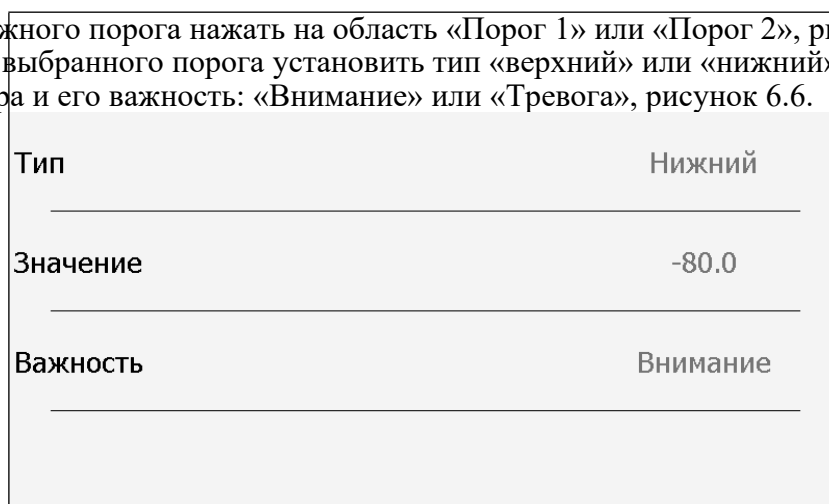 жного порога нажать на область «Порог 1» или «Порог 2»,
выбранного порога установить тип «верхний» или «нижний»
ра и его важность: «Внимание» или «Тревога», рисунок 6.6.
Тип Нижний
Значение -80.0
Важность Внимание